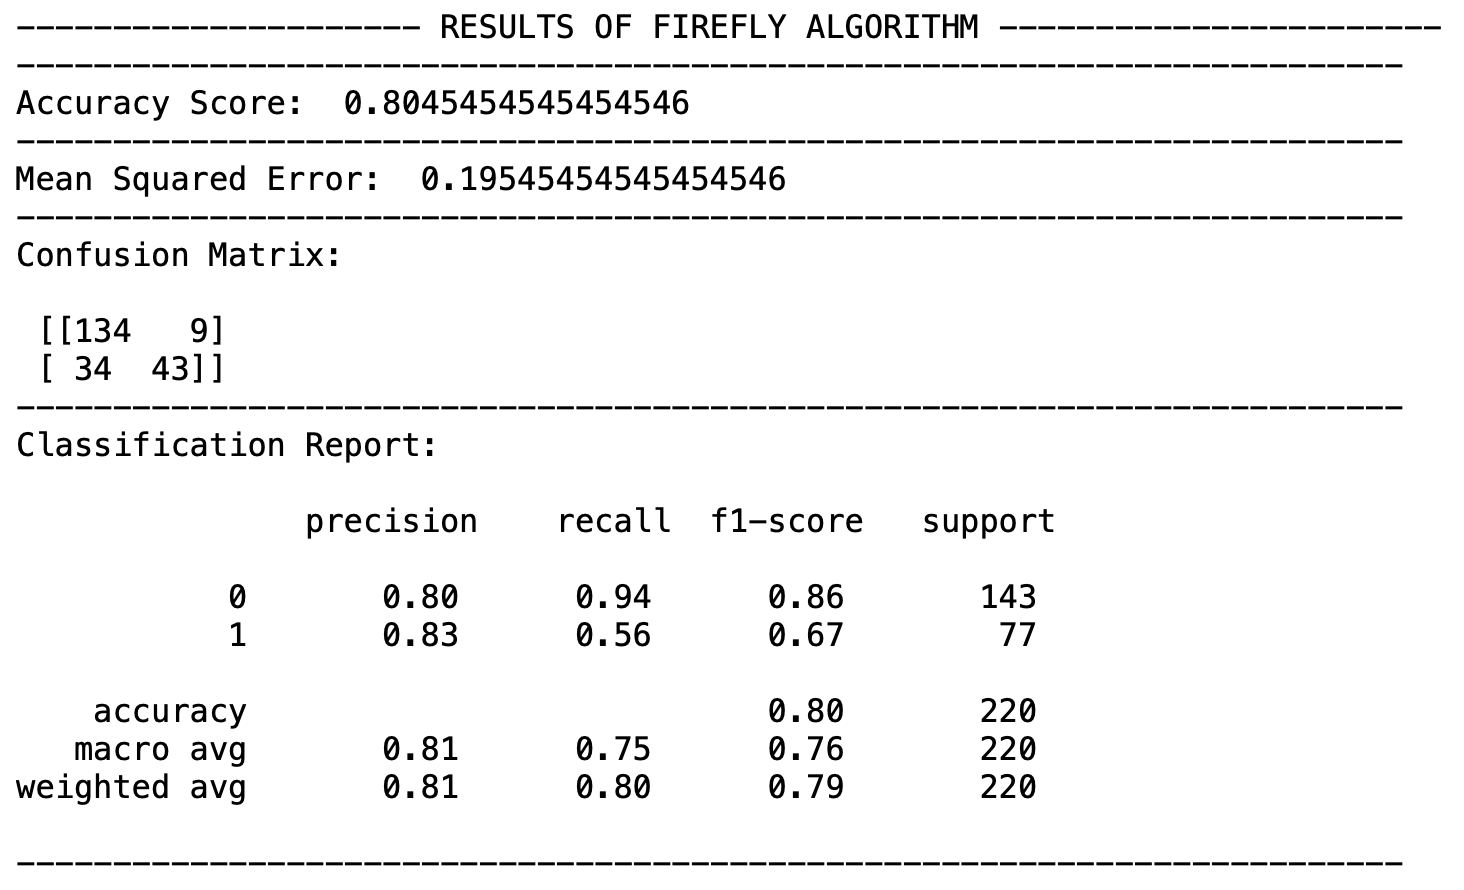 --------------------- RESULTS OF FIREFLY ALGORITHM -----------------------
------------------------------------------------------------------------
Accuracy Score:  0.8045454545454546
------------------------------------------------------------------------
Mean Squared Error:  0.19545454545454546
------------------------------------------------------------------------
Confusion Matrix:
[[134   9]
[ 34  43]]
------------------------------------------------------------------------
Classification Report:
precision    recall  f1-score   support
0       0.80      0.94      0.86       143
1       0.83      0.56      0.67        77
accuracy                           0.80       220
macro avg       0.81      0.75      0.76       220
weighted avg       0.81      0.80      0.79       220
------------------------------------------------------------------------